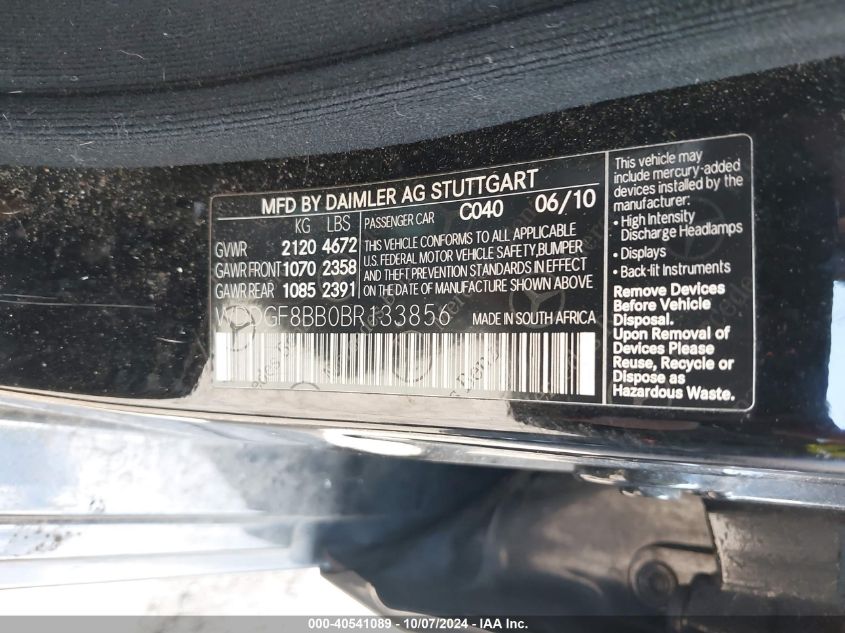 MFD BY DAIMLER AG STUTTGART
KG LBS
GVWR 2120 4672
GAWR FRONT 1070 2358
GAWR REAR 1085 2391
PASSENGER CAR C040 06/10
THIS VEHICLE CONFORMS TO ALL APPLICABLE
U.S. FEDERAL MOTOR VEHICLE SAFETY,BUMPER
AND THEFT PREVENTION STANDARDS IN EFFECT
ON THE DATE OF MANUFACTURE SHOWN ABOVE
WDDGF8BB0BR133856 MADE IN SOUTH AFRICA
This vehicle may
include mercury-added
devices installed by the
manufacturer:
• High Intensity
Discharge Headlamps
• Displays
• Back-lit Instruments
Remove Devices
Before Vehicle
Disposal.
Upon Removal of
Devices Please
Reuse, Recycle or
Dispose as
Hazardous Waste.
000-40541089 - 10/07/2024 - IAA Inc.